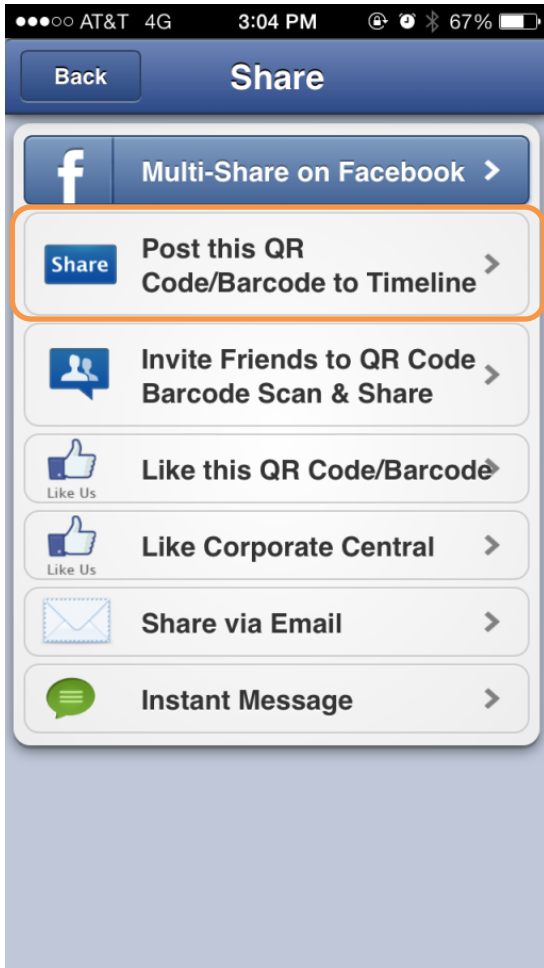 AT&T 4G 3:04 PM 67%
Back Share
f Multi-Share on Facebook
Share
Post this QR
Code/Barcode to Timeline
Invite Friends to QR Code
Barcode Scan & Share
Like this QR Code/Barcode
Like Us
Like Corporate Central
Like Us
Share via Email
Instant Message